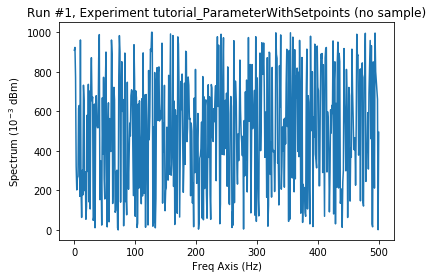 Run #1, Experiment tutorial_ParameterWithSetpoints (no sample)
1000
800
600
400
200
0
Spectrum (10⁻³ dBm)
0 100 200 300 400 500
Freq Axis (Hz)